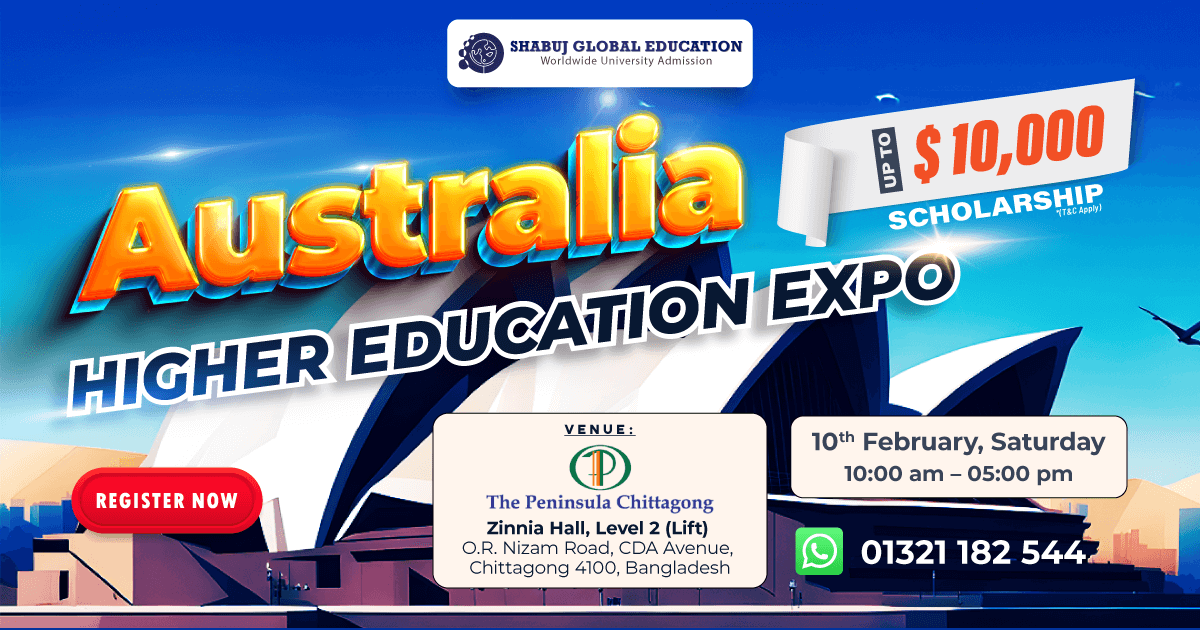 SHABUJ GLOBAL EDUCATION
Worldwide University Admission
Australia
HIGHER EDUCATION EXPO
UP TO $10,000
SCHOLARSHIP
*(T&C Apply)
REGISTER NOW
VENUE:
The Peninsula Chittagong
Zinnia Hall, Level 2 (Lift)
O.R. Nizam Road, CDA Avenue,
Chittagong 4100, Bangladesh
10th February, Saturday
10:00 am – 05:00 pm
01321 182 544